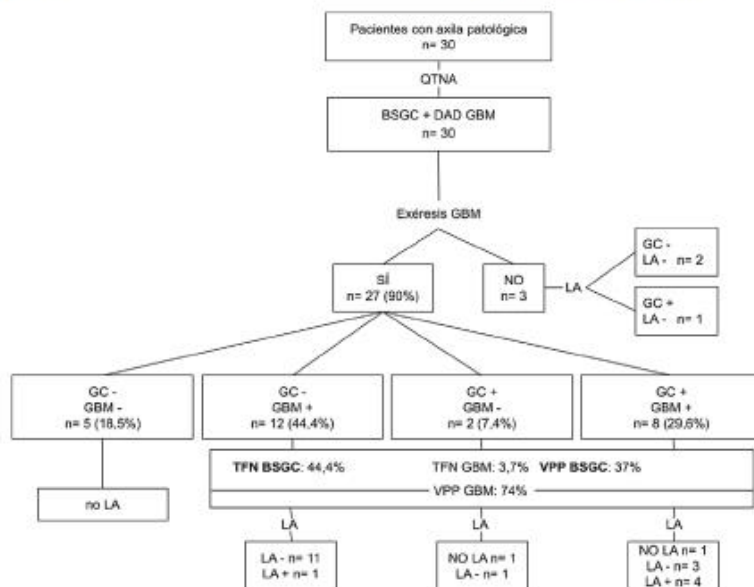 Pacientes con axila patológica
n= 30
QTNA
BSGC + DAD GBM
n= 30
Exéresis GBM
SÍ
n= 27 (90%)
NO
n= 3
LA
GC -
LA - n= 2
GC +
LA - n= 1
GC -
GBM -
n= 5 (18,5%)
GC -
GBM +
n= 12 (44,4%)
GC +
GBM -
n= 2 (7,4%)
GC +
GBM +
n= 8 (29,6%)
TFN BSGC: 44,4% TFN GBM: 3,7% VPP BSGC: 37%
VPP GBM: 74%
no LA
LA
LA - n= 11
LA + n= 1
LA
NO LA n= 1
LA - n= 1
LA
NO LA n= 1
LA - n= 3
LA + n= 4